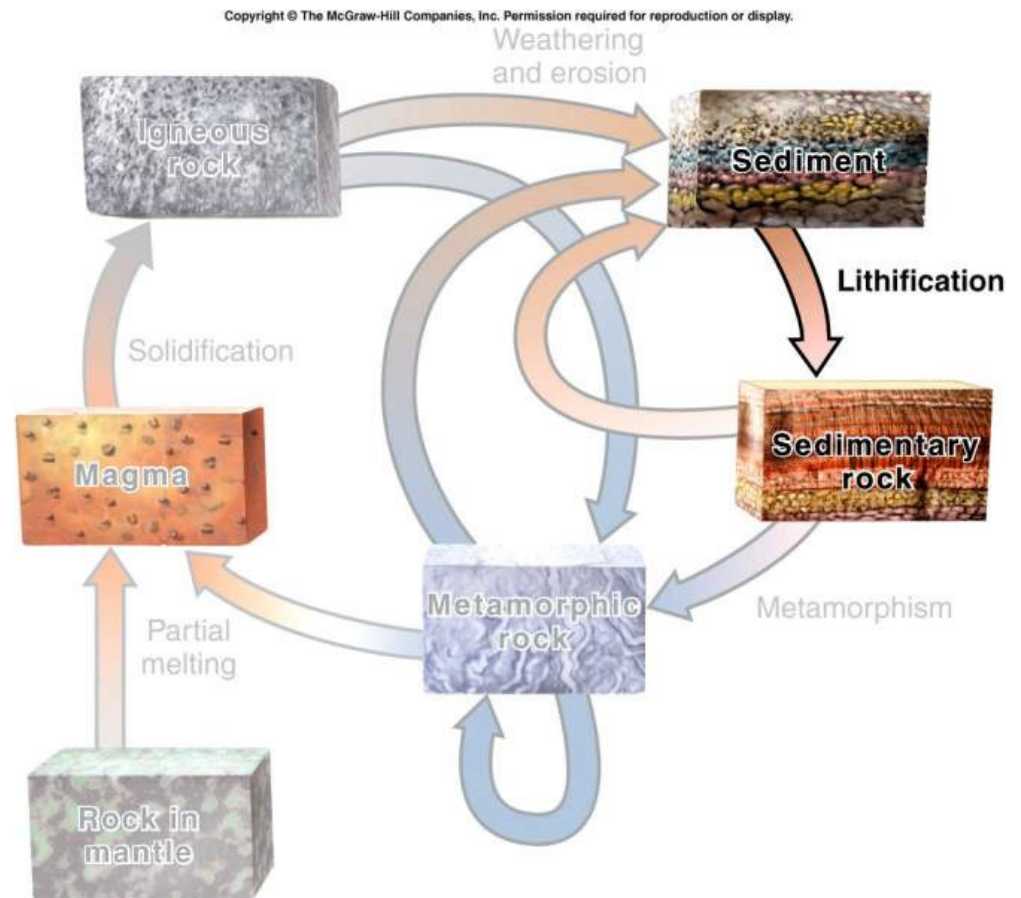 Copyright © The McGraw-Hill Companies, Inc. Permission required for reproduction or display.
Weathering
and erosion
Igneous
rock
Sediment
Lithification
Solidification
Magma
Sedimentary
rock
Metamorphic
rock
Metamorphism
Partial
melting
Rock in
mantle